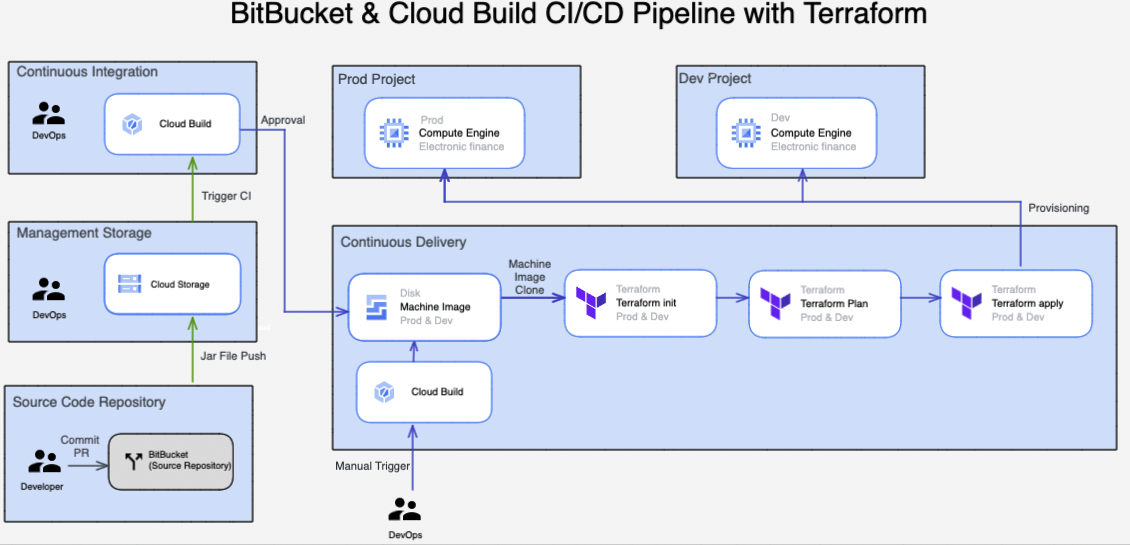 BitBucket & Cloud Build CI/CD Pipeline with Terraform
Continuous Integration
DevOps
Cloud Build
Approval
Trigger CI
Management Storage
DevOps
Cloud Storage
Jar File Push
Source Code Repository
Commit
PR
Developer
BitBucket
(Source Repository)
Prod Project
Prod
Compute Engine
Electronic finance
Dev Project
Dev
Compute Engine
Electronic finance
Provisioning
Continuous Delivery
Disk
Machine Image
Prod & Dev
Machine
Image
Clone
Terraform
Terraform init
Prod & Dev
Terraform
Terraform Plan
Prod & Dev
Terraform
Terraform apply
Prod & Dev
Cloud Build
Manual Trigger
DevOps